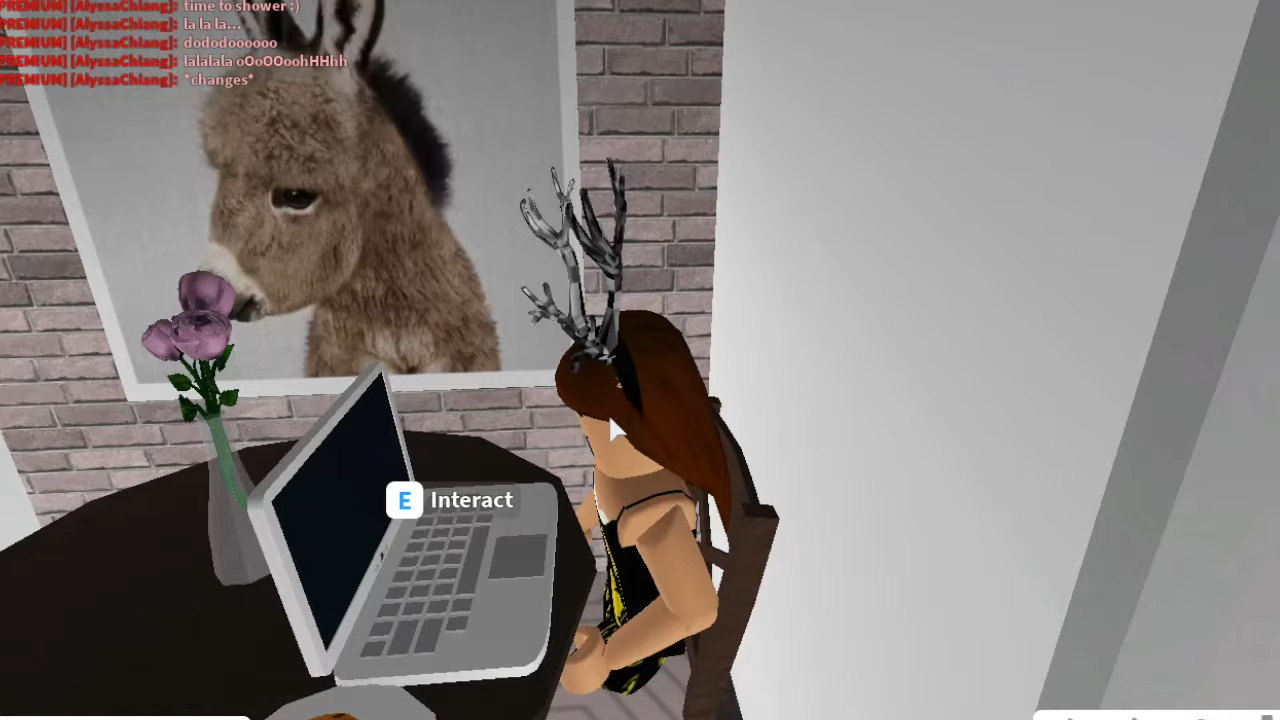 PREMIUM] [AlyssaChiang]: time to shower :)
PREMIUM] [AlyssaChiang]: la la la...
PREMIUM] [AlyssaChiang]: dododoooooo
PREMIUM] [AlyssaChiang]: lalalala oOoOOoohHHhh
PREMIUM] [AlyssaChiang]: *changes*
E Interact